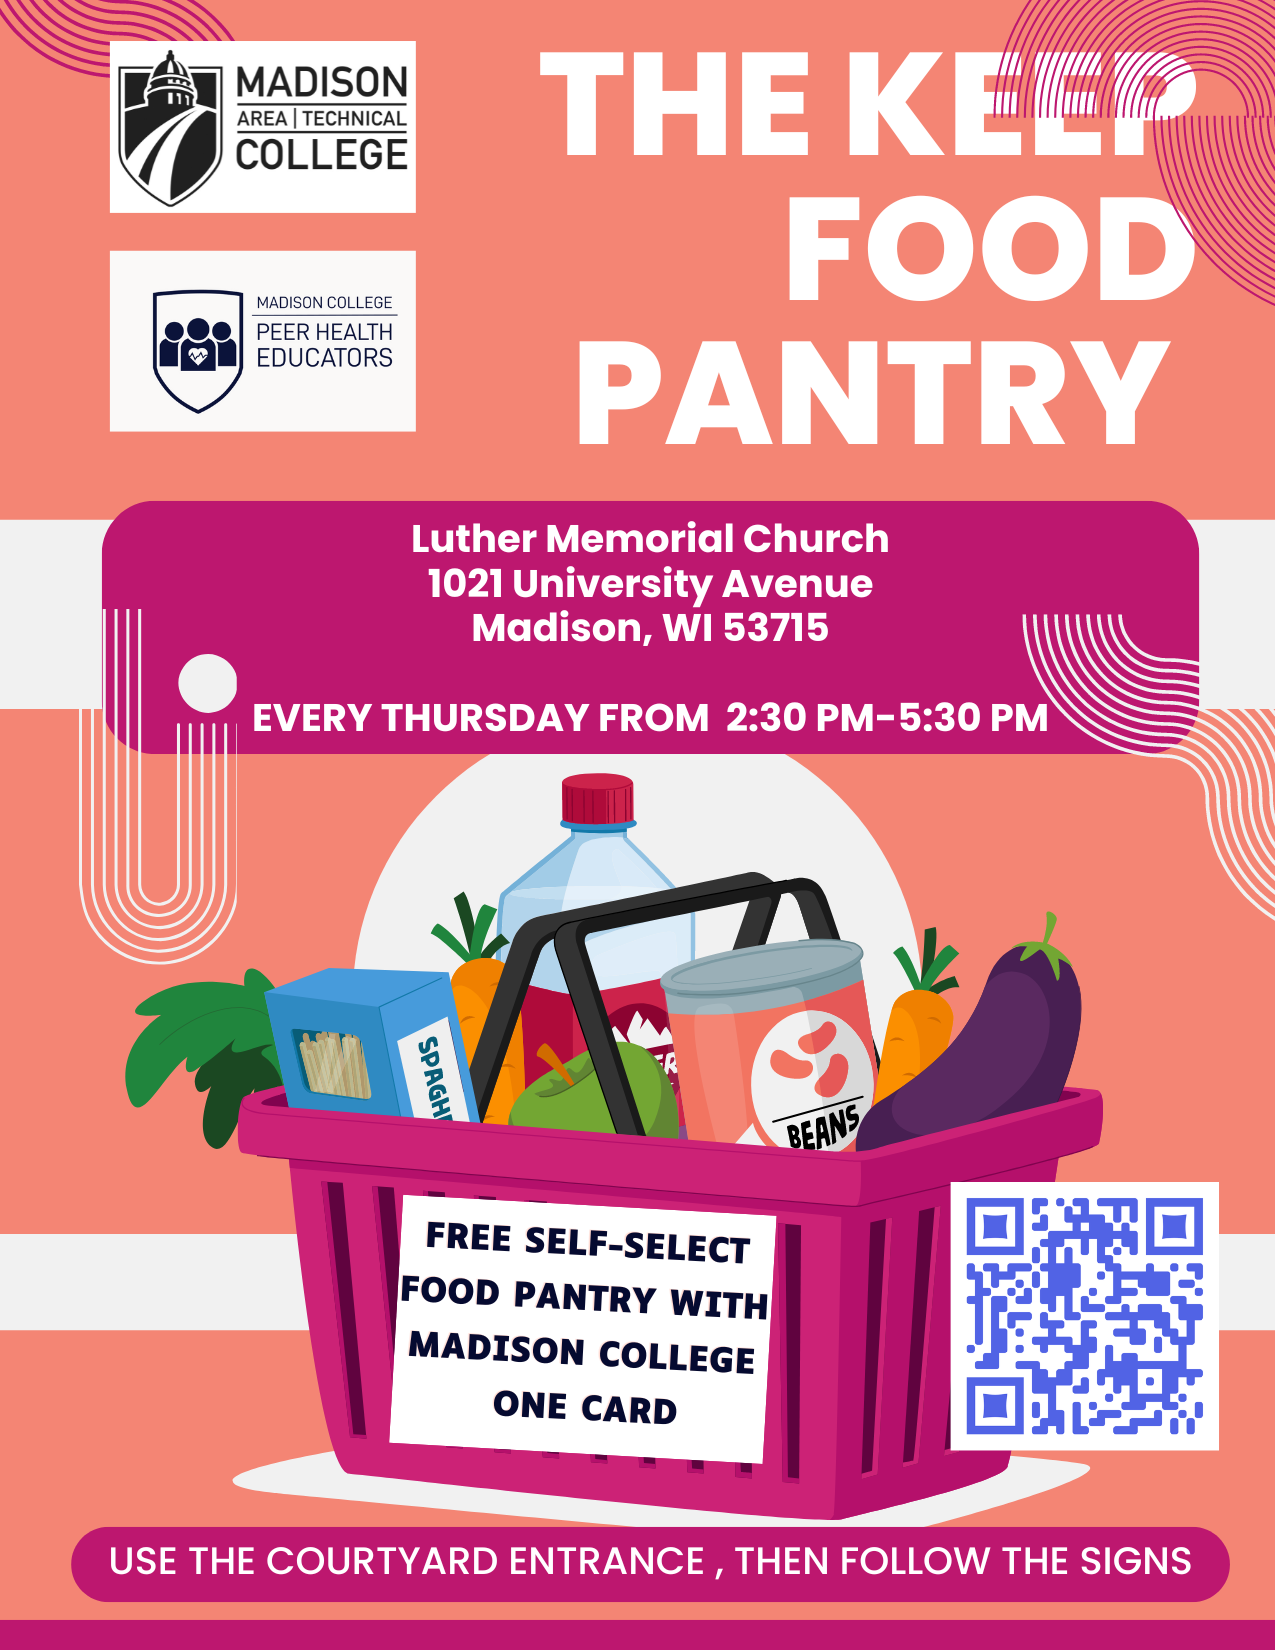 MADISON
AREA | TECHNICAL
COLLEGE
MADISON COLLEGE
PEER HEALTH
EDUCATORS
THE KEEP
FOOD
PANTRY
Luther Memorial Church
1021 University Avenue
Madison, WI 53715
EVERY THURSDAY FROM 2:30 PM-5:30 PM
SPAGH
BEANS
FREE SELF-SELECT
FOOD PANTRY WITH
MADISON COLLEGE
ONE CARD
USE THE COURTYARD ENTRANCE , THEN FOLLOW THE SIGNS